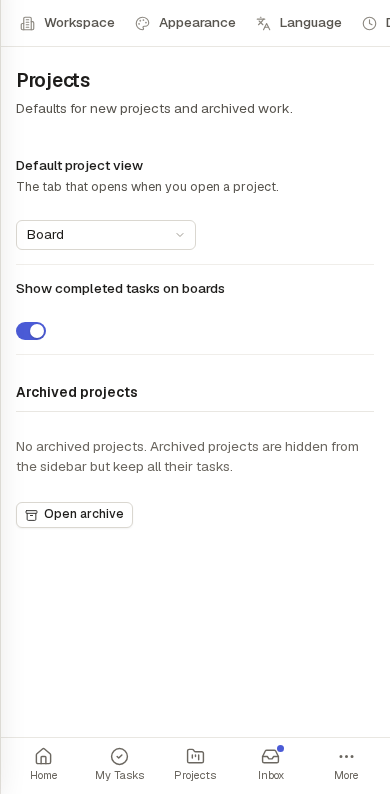 Workspace Appearance Language
Projects
Defaults for new projects and archived work.
Default project view
The tab that opens when you open a project.
Board
Show completed tasks on boards
Archived projects
No archived projects. Archived projects are hidden from
the sidebar but keep all their tasks.
Open archive
Home My Tasks Projects Inbox More